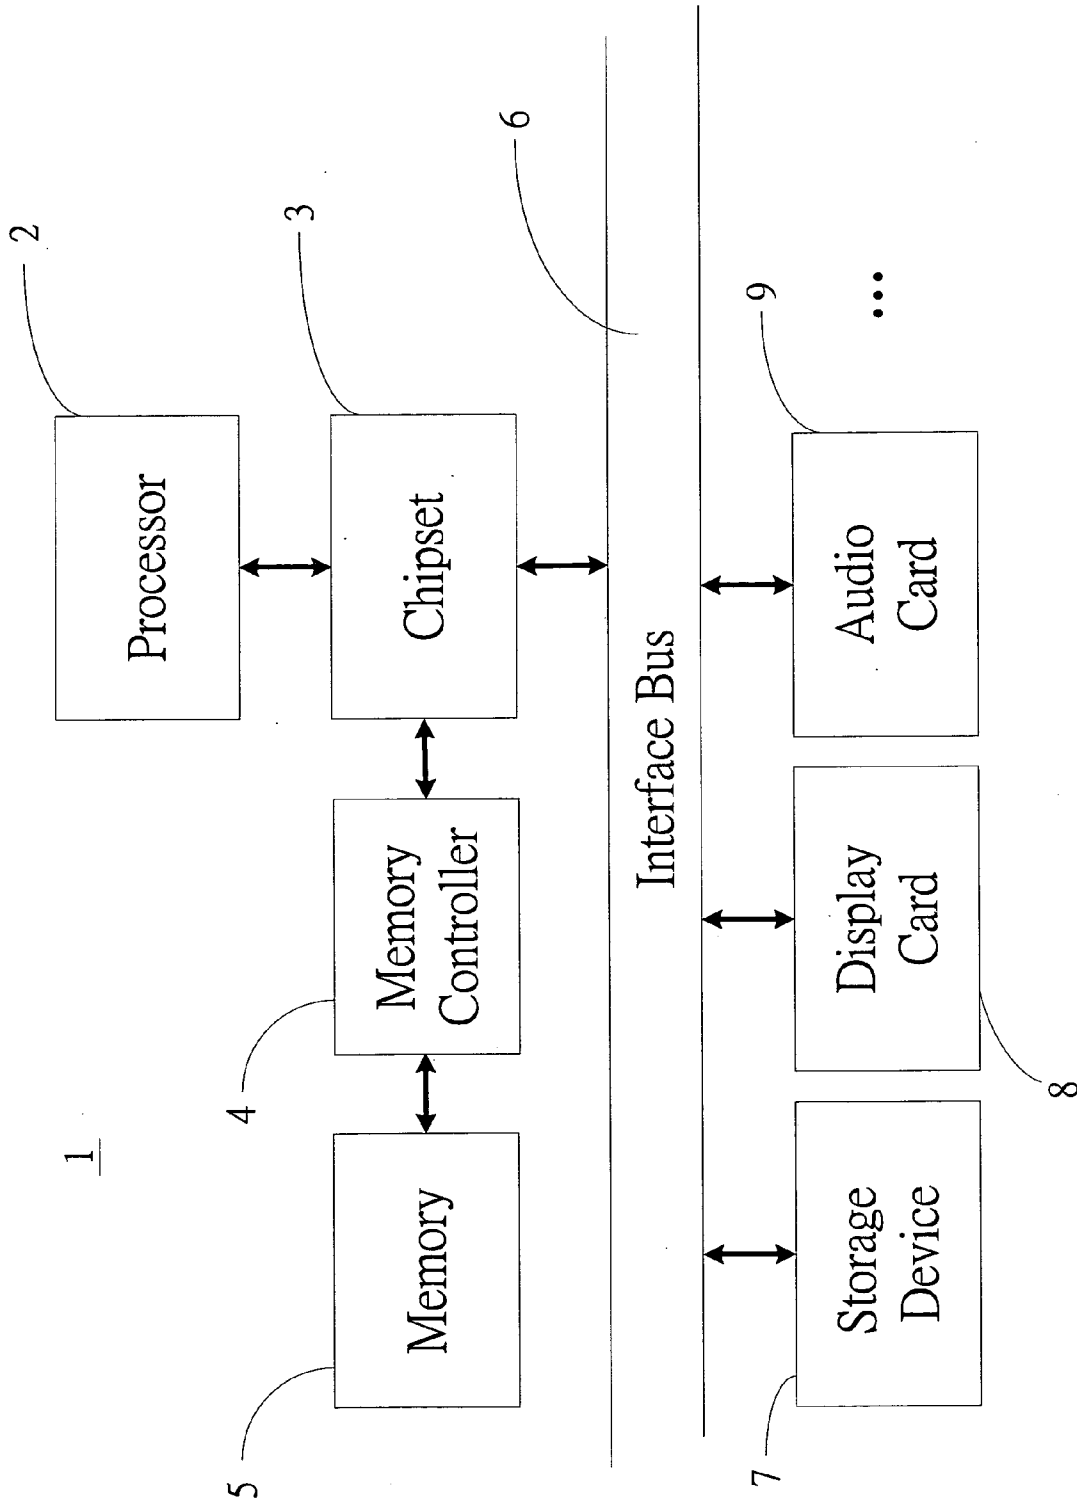 1
2
Processor
5
4
3
Memory
Memory
Controller
Chipset
6
Interface Bus
7
9
Storage
Device
Display
Card
Audio
Card
...
8